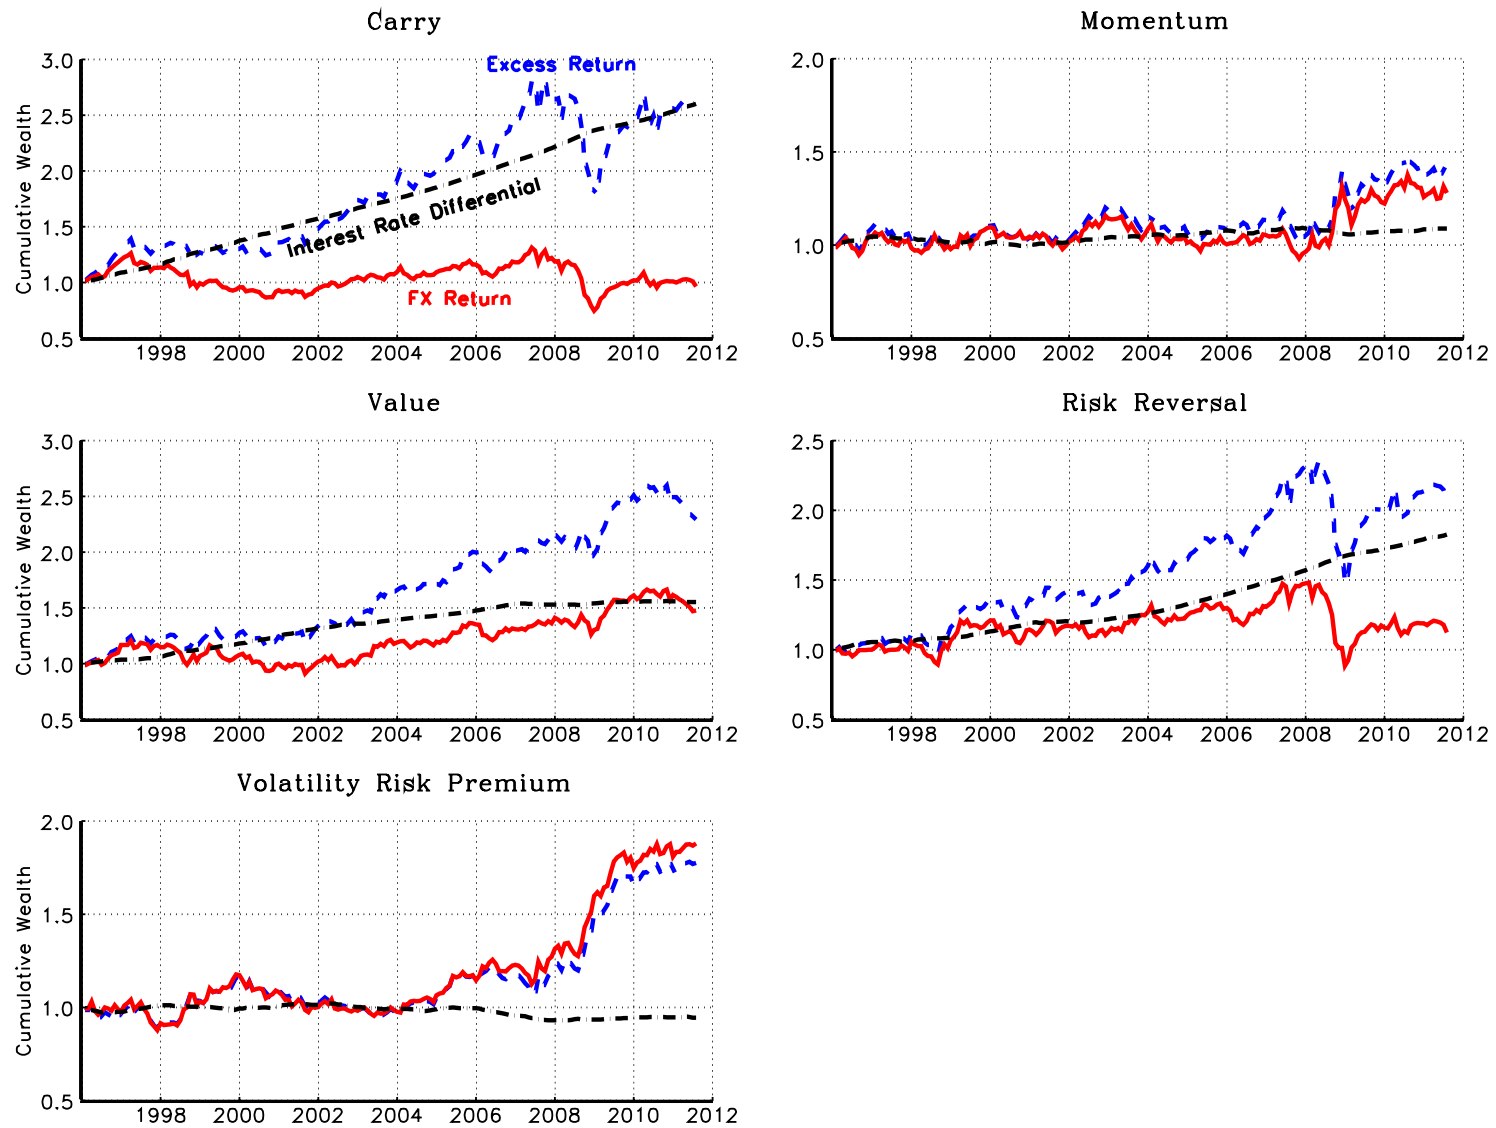 Carry
Cumulative Wealth
3.0
2.5
2.0
1.5
1.0
0.5
Excess Return
Interest Rate Differential
FX Return
1998 2000 2002 2004 2006 2008 2010 2012
Momentum
2.0
1.5
1.0
0.5
1998 2000 2002 2004 2006 2008 2010 2012
Value
Cumulative Wealth
3.0
2.5
2.0
1.5
1.0
0.5
1998 2000 2002 2004 2006 2008 2010 2012
Risk Reversal
2.5
2.0
1.5
1.0
0.5
1998 2000 2002 2004 2006 2008 2010 2012
Volatility Risk Premium
Cumulative Wealth
2.0
1.5
1.0
0.5
1998 2000 2002 2004 2006 2008 2010 2012